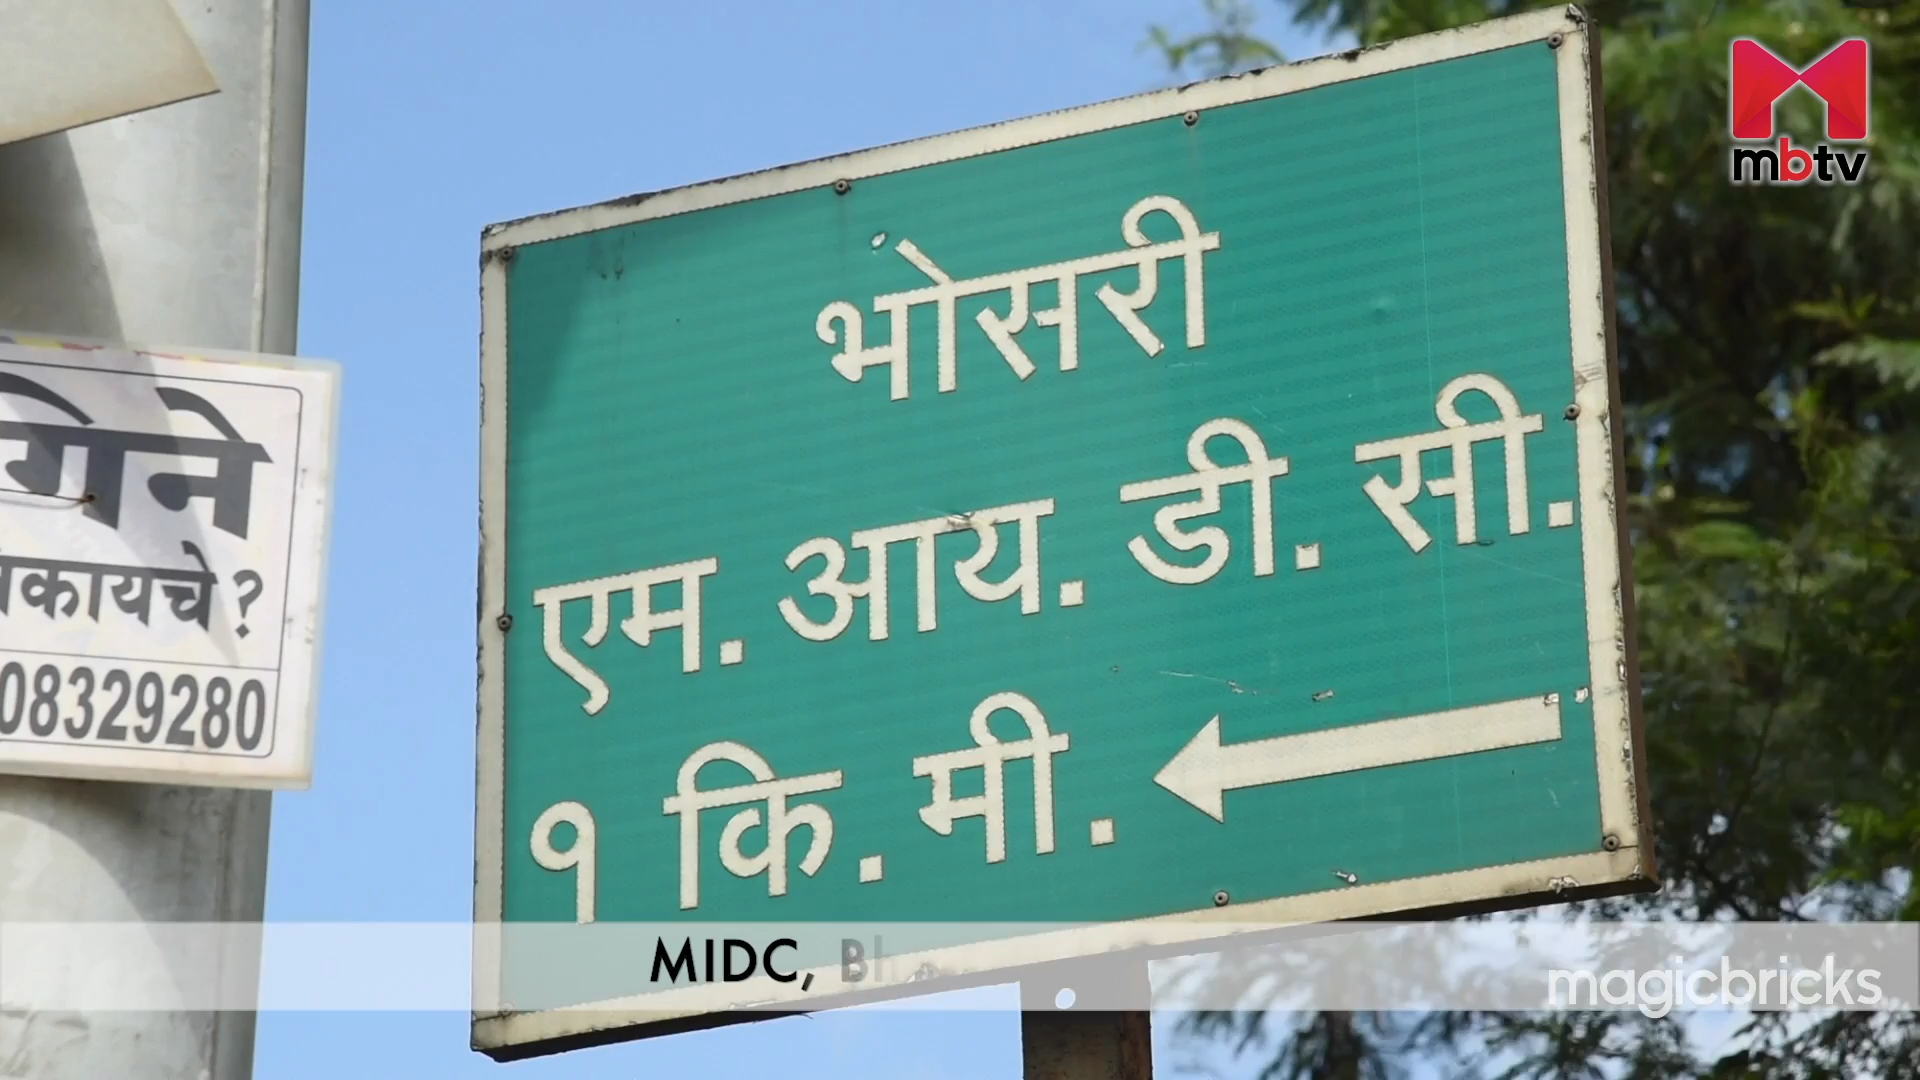 भोसरी
एम. आय. डी. सी.
१ कि. मी.
गिने
विकायचे ?
08329280
MIDC,
mbtv
magicbricks